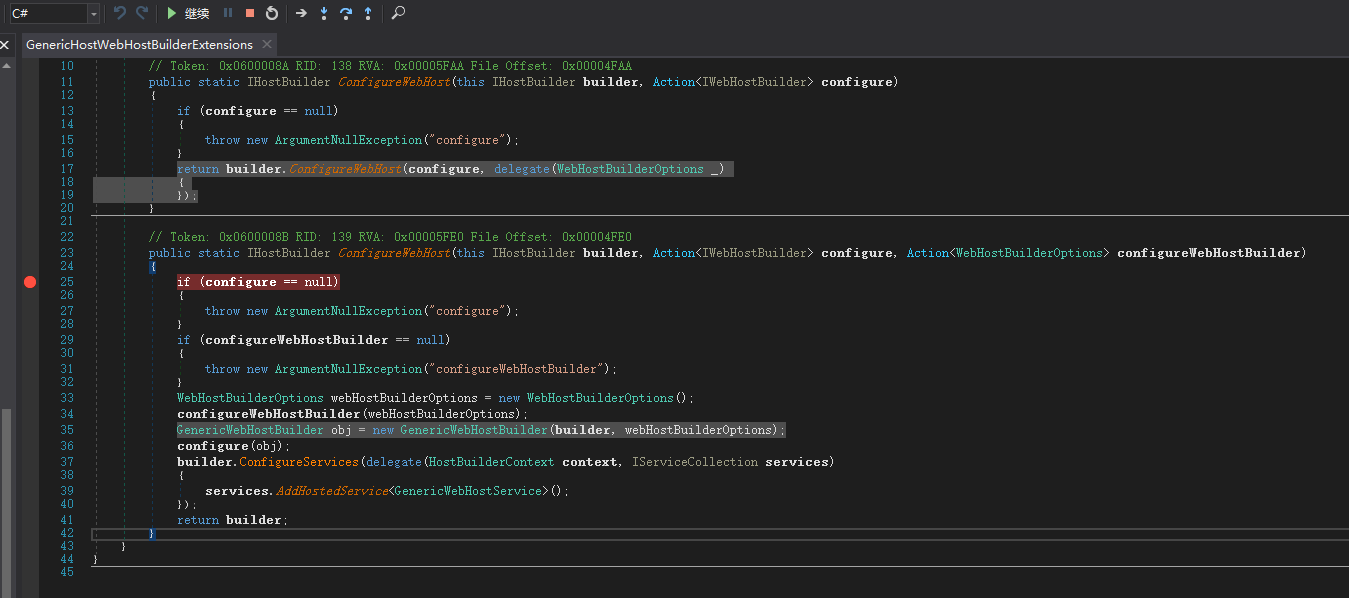 C#
继续
GenericHostWebHostBuilderExtensions
10 // Token: 0x0600008A RID: 138 RVA: 0x00005FAA File Offset: 0x00004FAA
11 public static IHostBuilder ConfigureWebHost(this IHostBuilder builder, Action<IWebHostBuilder> configure)
12 {
13 if (configure == null)
14 {
15 throw new ArgumentNullException("configure");
16 }
17 return builder.ConfigureWebHost(configure, delegate(WebHostBuilderOptions _)
18 {
19 });
20 }
21
22 // Token: 0x0600008B RID: 139 RVA: 0x00005FE0 File Offset: 0x00004FE0
23 public static IHostBuilder ConfigureWebHost(this IHostBuilder builder, Action<IWebHostBuilder> configure, Action<WebHostBuilderOptions> configureWebHostBuilder)
24 {
25 if (configure == null)
26 {
27 throw new ArgumentNullException("configure");
28 }
29 if (configureWebHostBuilder == null)
30 {
31 throw new ArgumentNullException("configureWebHostBuilder");
32 }
33 WebHostBuilderOptions webHostBuilderOptions = new WebHostBuilderOptions();
34 configureWebHostBuilder(webHostBuilderOptions);
35 GenericWebHostBuilder obj = new GenericWebHostBuilder(builder, webHostBuilderOptions);
36 configure(obj);
37 builder.ConfigureServices(delegate(HostBuilderContext context, IServiceCollection services)
38 {
39 services.AddHostedService<GenericWebHostService>();
40 });
41 return builder;
42 }
43 }
44 }
45